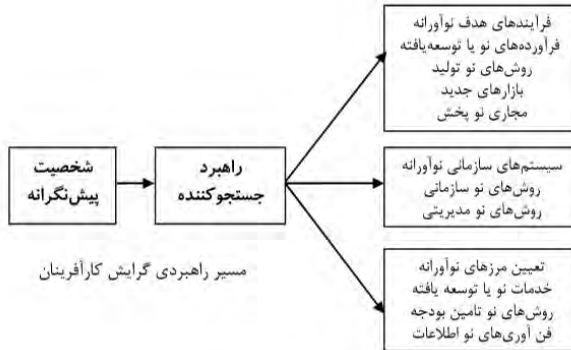 فرآیندهای هدف نوآورانه
فرآورده‌های نو یا توسعه‌یافته
روش‌های نو تولید
بازارهای جدید
مجاری نو پخش
شخصیت
پیش‌نگرانه
راهبرد
جستجوکننده
سیستم‌های سازمانی نوآورانه
روش‌های نو سازمانی
روش‌های نو مدیریتی
تعیین مرزهای نوآورانه
خدمات نو یا توسعه یافته
روش‌های نو تامین بودجه
فن آوری‌های نو اطلاعات
مسیر راهبردی گرایش کارآفرینان